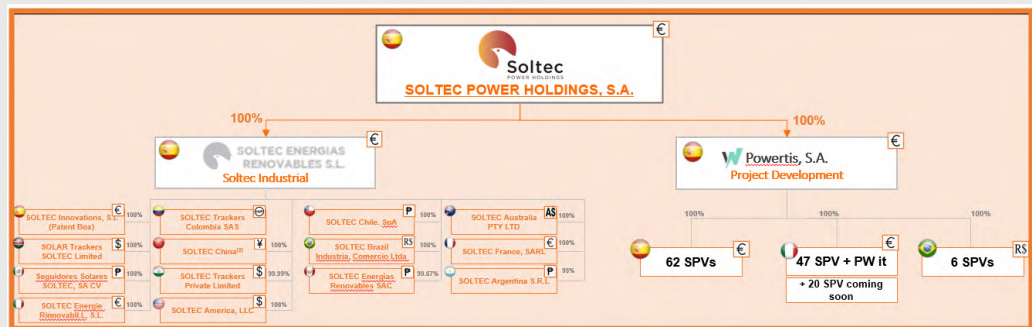 €
Soltec
POWER HOLDINGS
SOLTEC POWER HOLDINGS, S.A.
100%
100%
SOLTEC ENERGIAS
RENOVABLES S.L.
Soltec Industrial
€
Powertis, S.A.
Project Development
€
SOLTEC Innovations, S.L
(Patent Box)
€
100%
SOLTEC Trackers
Colombia SAS
SOLTEC Chile, SpA
₱
100%
SOLTEC Australia
PTY LTD
A$
100%
SOLAR Trackers
SOLTEC Limited
$
100%
SOLTEC China(2)
¥
100%
SOLTEC Brazil
Industria, Comercio Ltda
R$
100%
SOLTEC France, SARL
€
100%
Seguidores Solares
SOLTEC, SA CV
₱
100%
SOLTEC Trackers
Private Limited
$
99.99%
SOLTEC Energias
Renovables SAC
₱
99.67%
SOLTEC Argentina S.R.L
₱
95%
SOLTEC Energie
Rinnovabili, S.L.
€
100%
SOLTEC America, LLC
$
100%
100%
100%
100%
62 SPVs
€
47 SPV + PW it
€
+ 20 SPV coming
soon
6 SPVs
R$